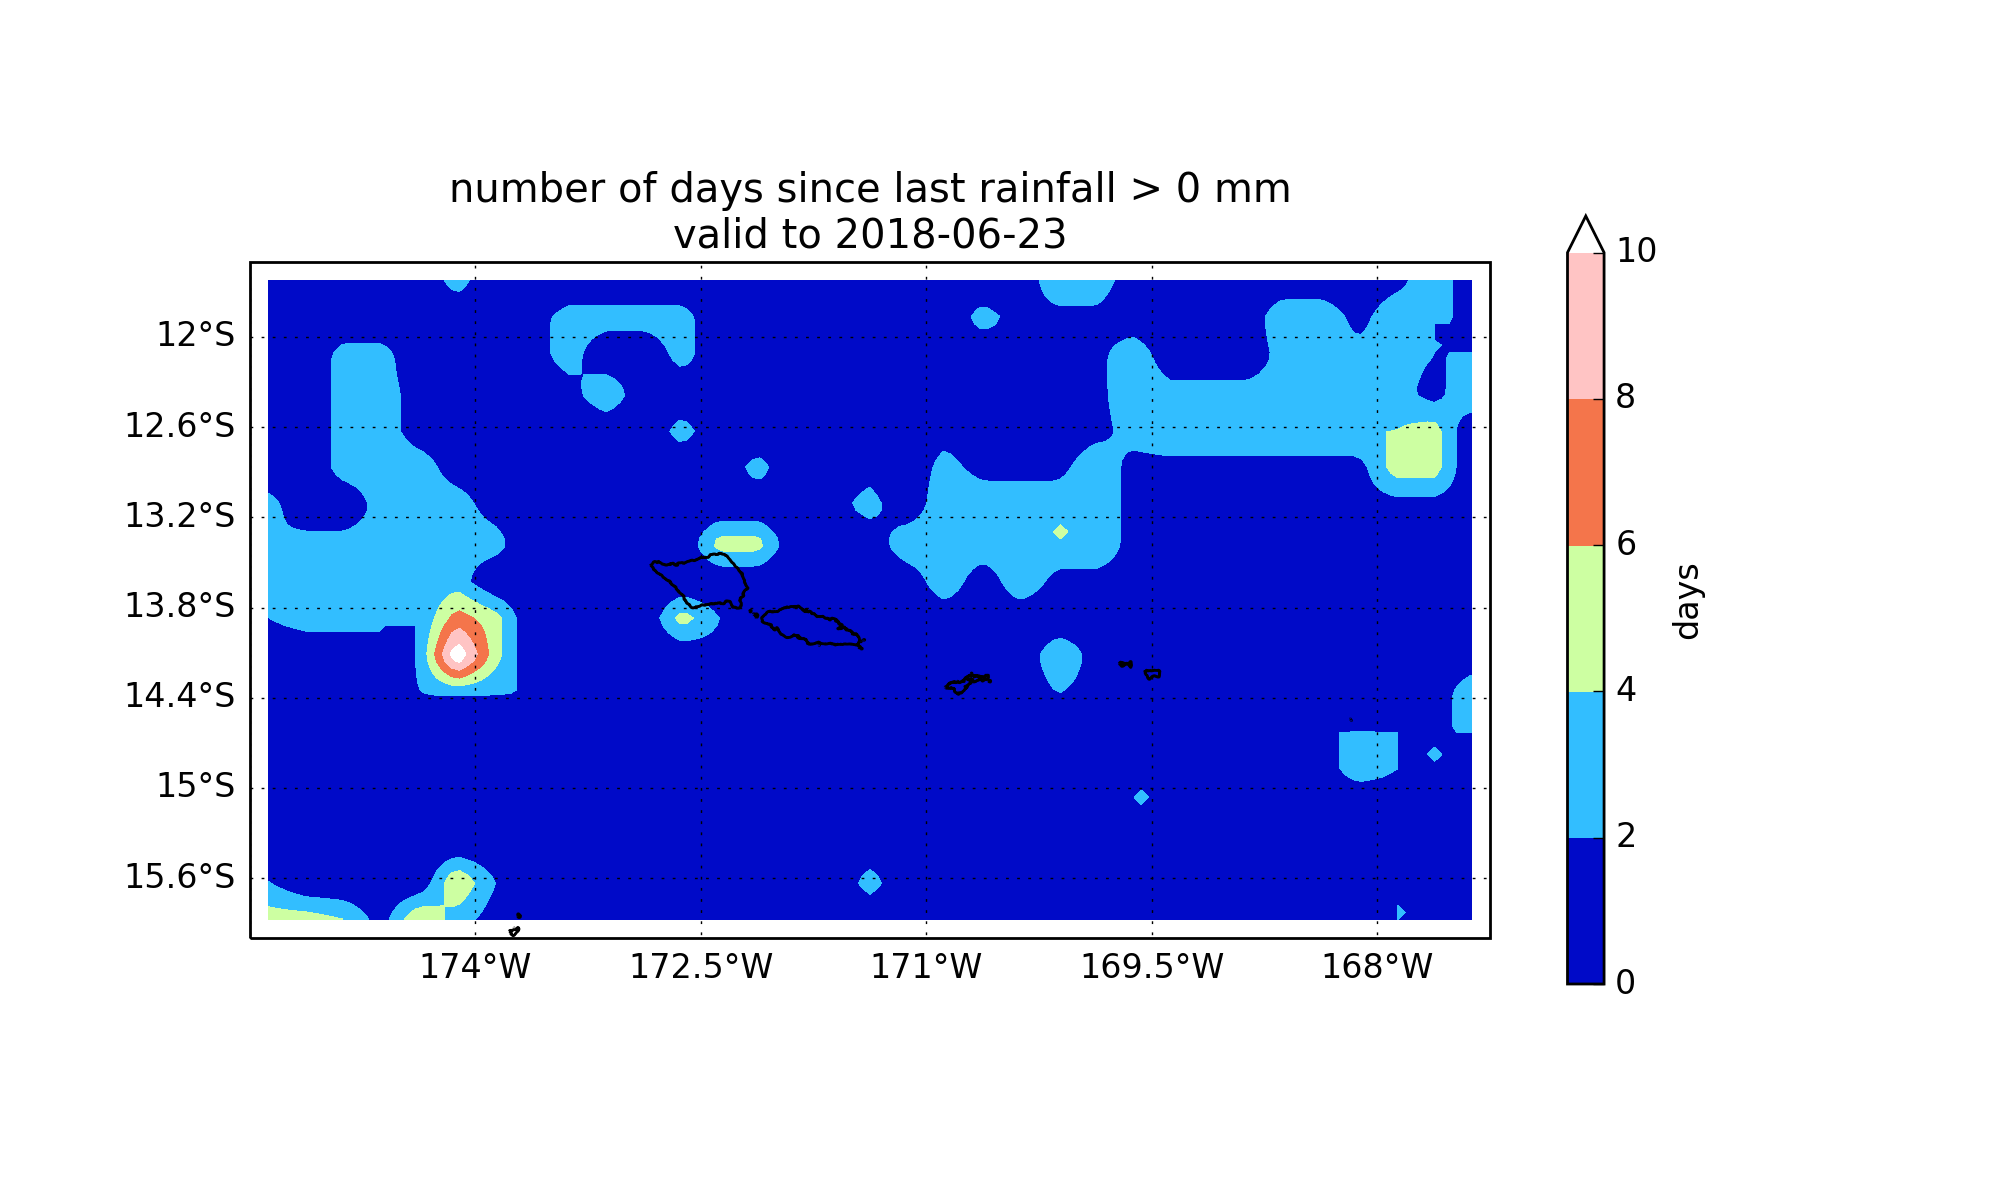 number of days since last rainfall > 0 mm
valid to 2018-06-23
12°S
12.6°S
13.2°S
13.8°S
14.4°S
15°S
15.6°S
174°W
172.5°W
171°W
169.5°W
168°W
10
8
6
4
2
0
days